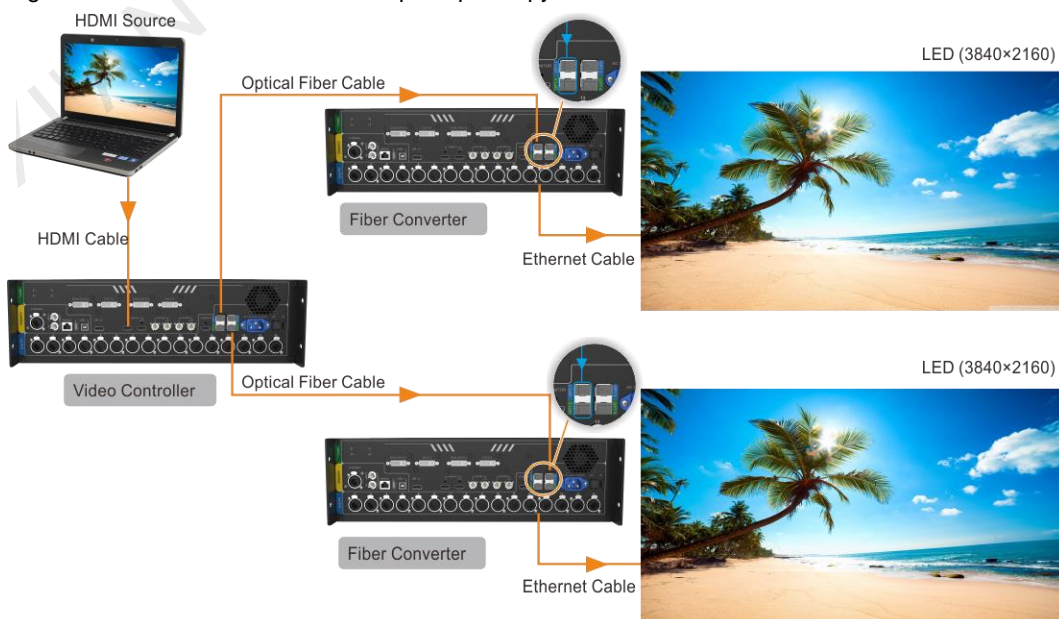 HDMI Source
LED (3840×2160)
Optical Fiber Cable
Fiber Converter
HDMI Cable
Ethernet Cable
LED (3840×2160)
Video Controller
Optical Fiber Cable
Fiber Converter
Ethernet Cable